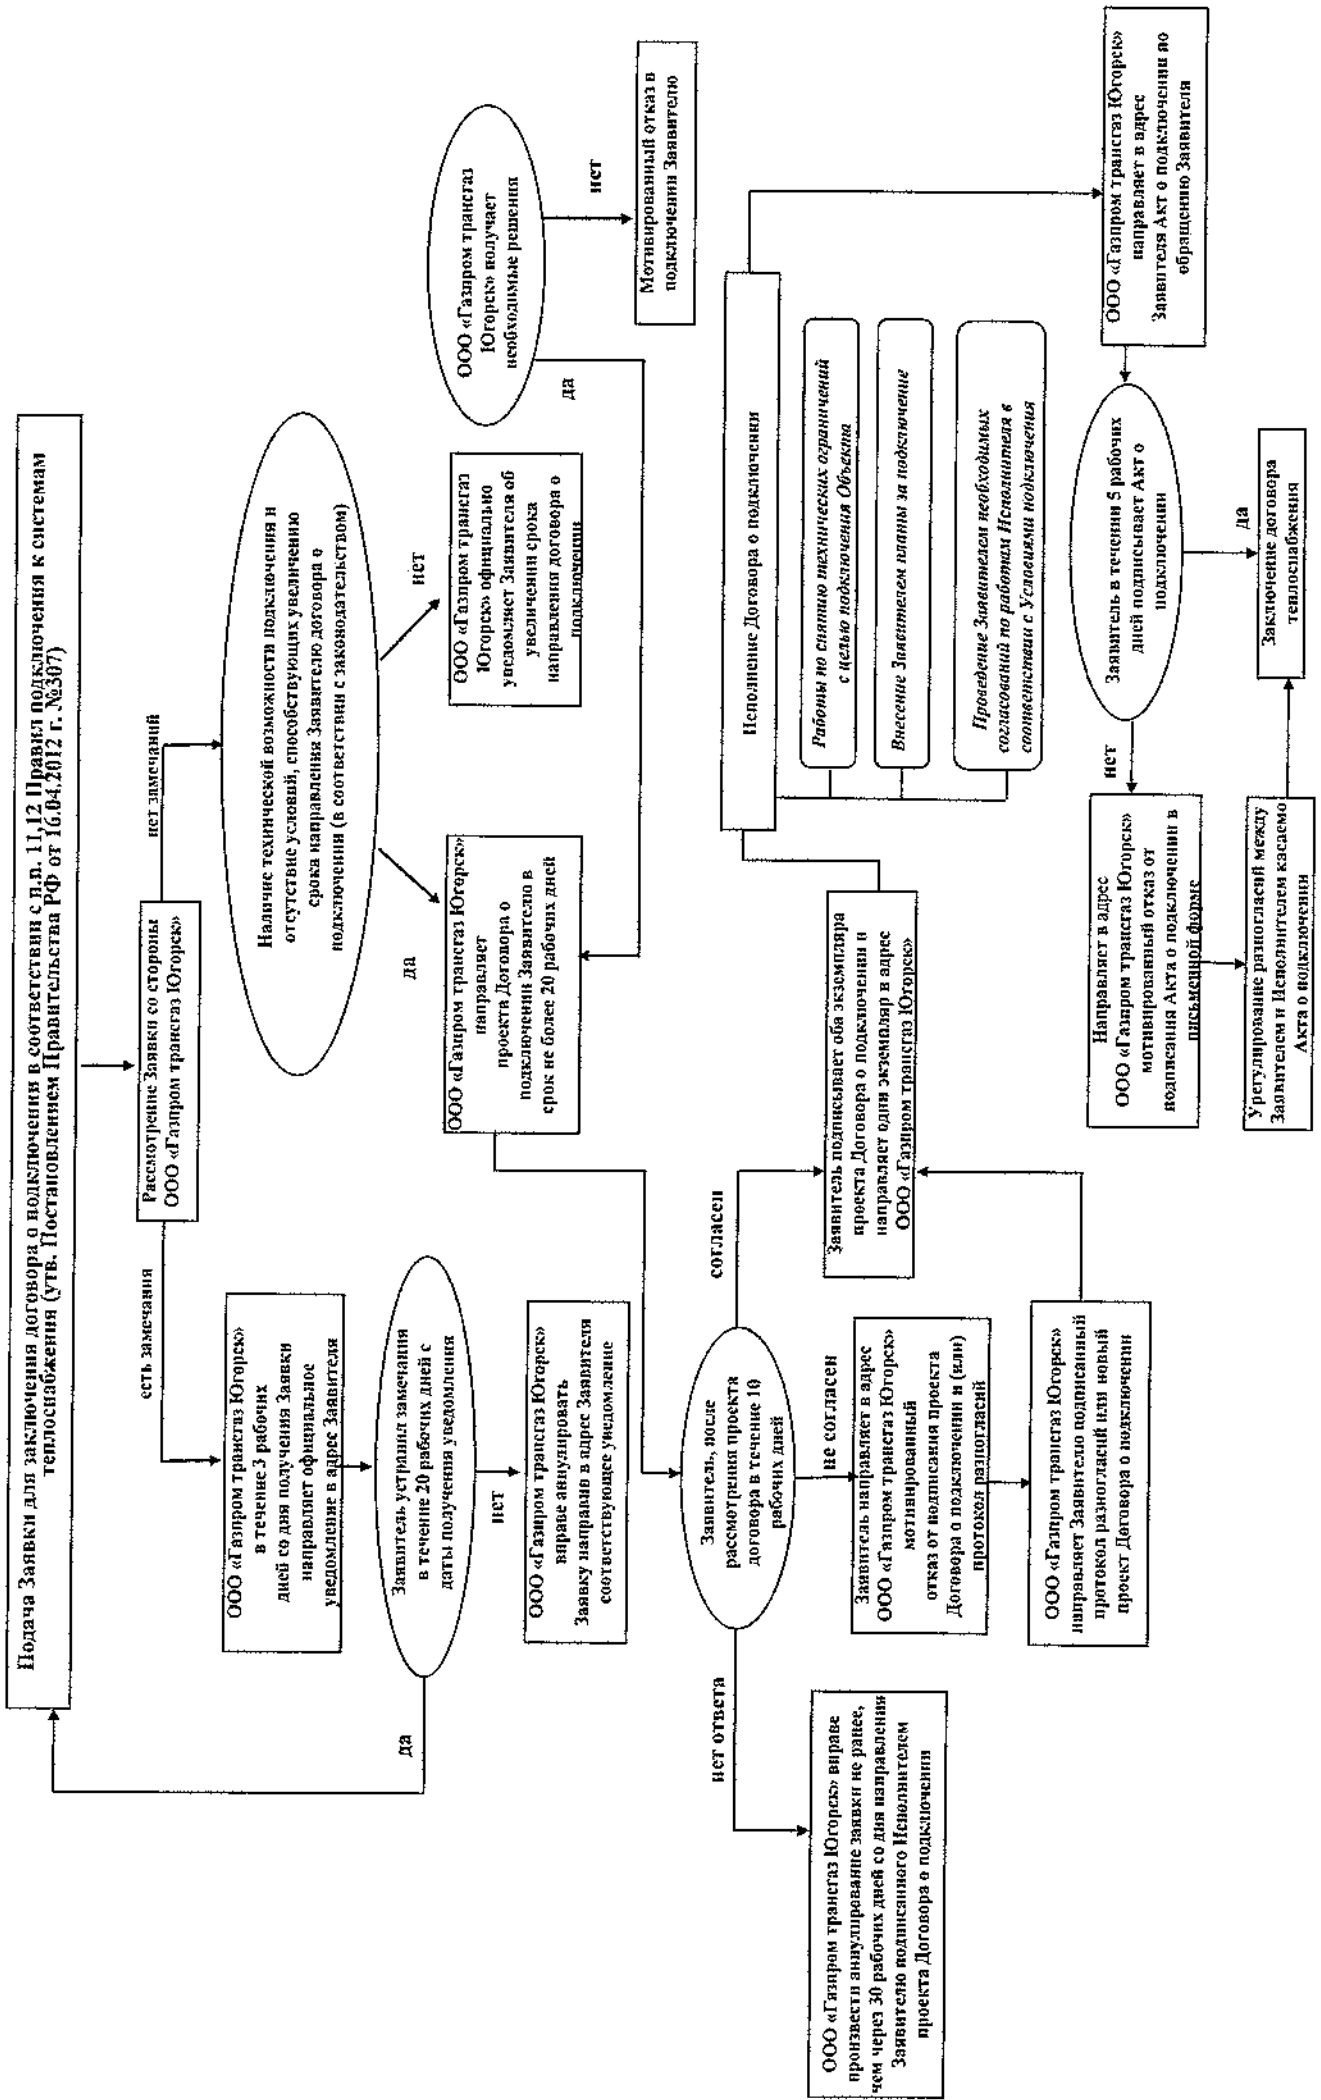 Подача Заявки для заключения договора о подключении в соответствии с п.п. 11,12 Правил подключения к системам
теплоснабжения (утв. Постановлением Правительства РФ от 16.04.2012 г. №307)
Рассмотрение Заявки со стороны
ООО «Газпром трансгаз Югорск»
есть замечания
нет замечаний
ООО «Газпром трансгаз Югорск»
в течение 3 рабочих
дней со дня получения Заявки
направляет официальное
уведомление в адрес Заявителя
Заявитель устранил замечания
в течение 20 рабочих дней с
даты получения уведомления
да
нет
ООО «Газпром трансгаз Югорск»
вправе аннулировать
Заявку направив в адрес Заявителя
соответствующее уведомление
Наличие технической возможности подключения и
отсутствие условий, способствующих увеличению
срока направления Заявителю договора о
подключении (в соответствии с законодательством)
да
нет
ООО «Газпром трансгаз Югорск»
направляет
проекта Договора о
подключении Заявителю в
срок не более 20 рабочих дней
ООО «Газпром трансгаз
Югорск» официально
уведомляет Заявителя об
увеличении срока
направления договора о
подключении
ООО «Газпром трансгаз
Югорск» получает
необходимые решения
да
нет
Мотивированный отказ в
подключении Заявителю
Заявитель, после
рассмотрения проекта
договора в течение 10
рабочих дней
нет ответа
не согласен
согласен
ООО «Газпром трансгаз Югорск» вправе
произвести аннулирование заявки не ранее,
чем через 30 рабочих дней со дня направления
Заявителю подписанного Исполнителем
проекта Договора о подключении
Заявитель направляет в адрес
ООО «Газпром трансгаз Югорск»
мотивированный
отказ от подписания проекта
Договора о подключении и (или)
протокол разногласий
ООО «Газпром трансгаз Югорск»
направляет Заявителю подписанный
протокол разногласий или новый
проект Договора о подключении
Заявитель подписывает оба экземпляра
проекта Договора о подключении и
направляет один экземпляр в адрес
ООО «Газпром трансгаз Югорск»
Исполнение Договора о подключении
Работы по снятию технических ограничений
с целью подключения Объекта
Внесение Заявителем платы за подключение
Проведение Заявителем необходимых
согласований по работам Исполнителя в
соответствии с Условиями подключения
ООО «Газпром трансгаз Югорск»
направляет в адрес
Заявителя Акт о подключении по
обращению Заявителя
Заявитель в течении 5 рабочих
дней подписывает Акт о
подключении
нет
да
Направляет в адрес
ООО «Газпром трансгаз Югорск»
мотивированный отказ от
подписания Акта о подключении в
письменной форме
Урегулирование разногласий между
Заявителем и Исполнителем касаемо
Акта о подключении
Заключение договора
теплоснабжения